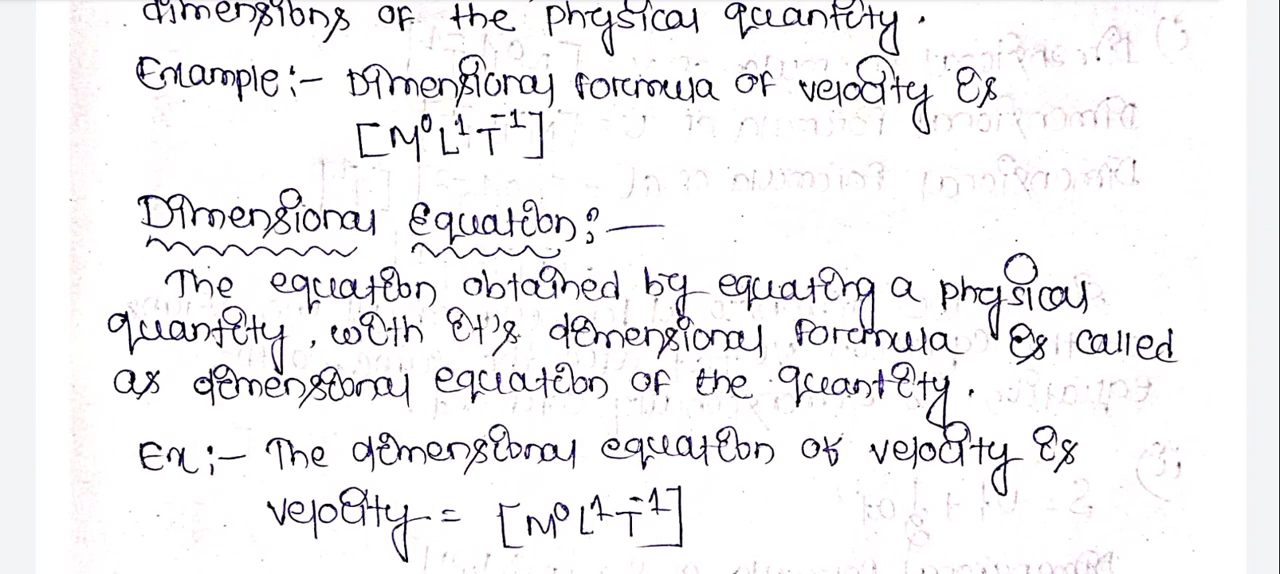 dimensions of the physical quantity.
Example:- Dimensional formula of velocity is
[M⁰L¹T⁻¹]
Dimensional Equation:—
The equation obtained by equating a physical
quantity, with it's dimensional formula is called
as dimensional equation of the quantity.
Ex:- The dimensional equation of velocity is
velocity = [M⁰L¹T⁻¹]